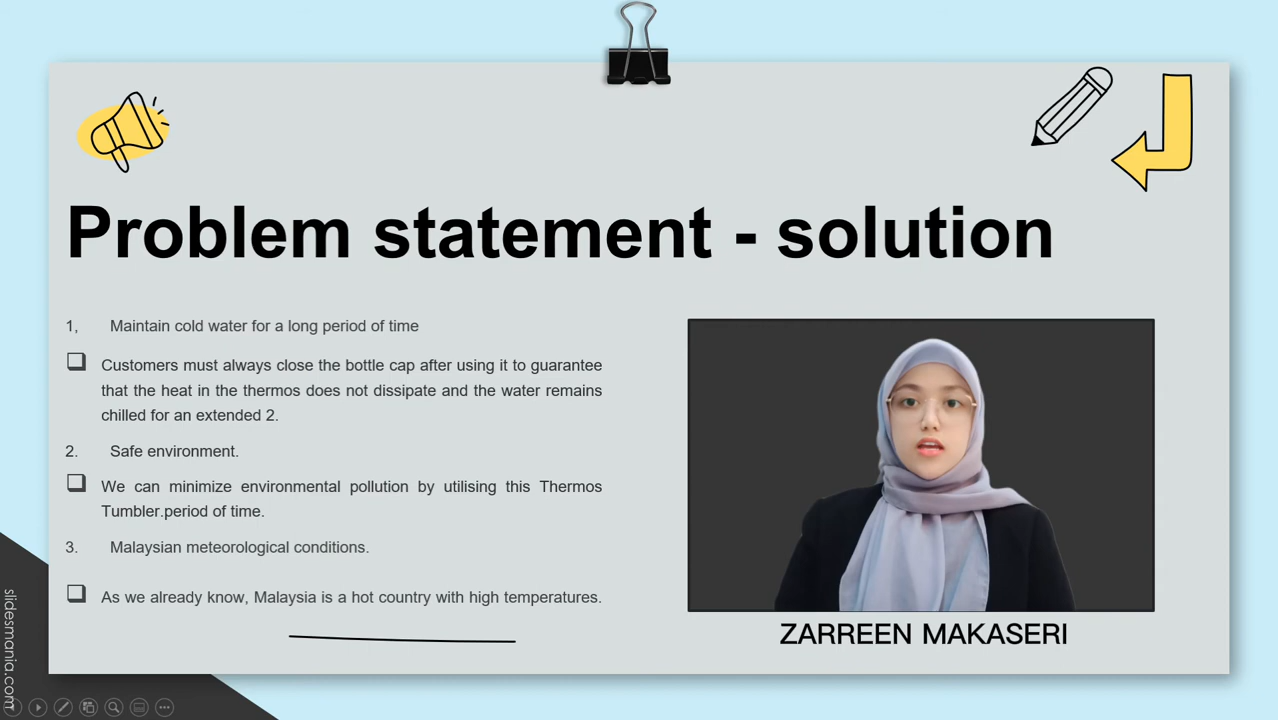 Problem statement - solution
1, Maintain cold water for a long period of time
Customers must always close the bottle cap after using it to guarantee
that the heat in the thermos does not dissipate and the water remains
chilled for an extended 2.
2. Safe environment.
We can minimize environmental pollution by utilising this Thermos
Tumbler.period of time.
3. Malaysian meteorological conditions.
As we already know, Malaysia is a hot country with high temperatures.
ZARREEN MAKASERI
slidesmania.com